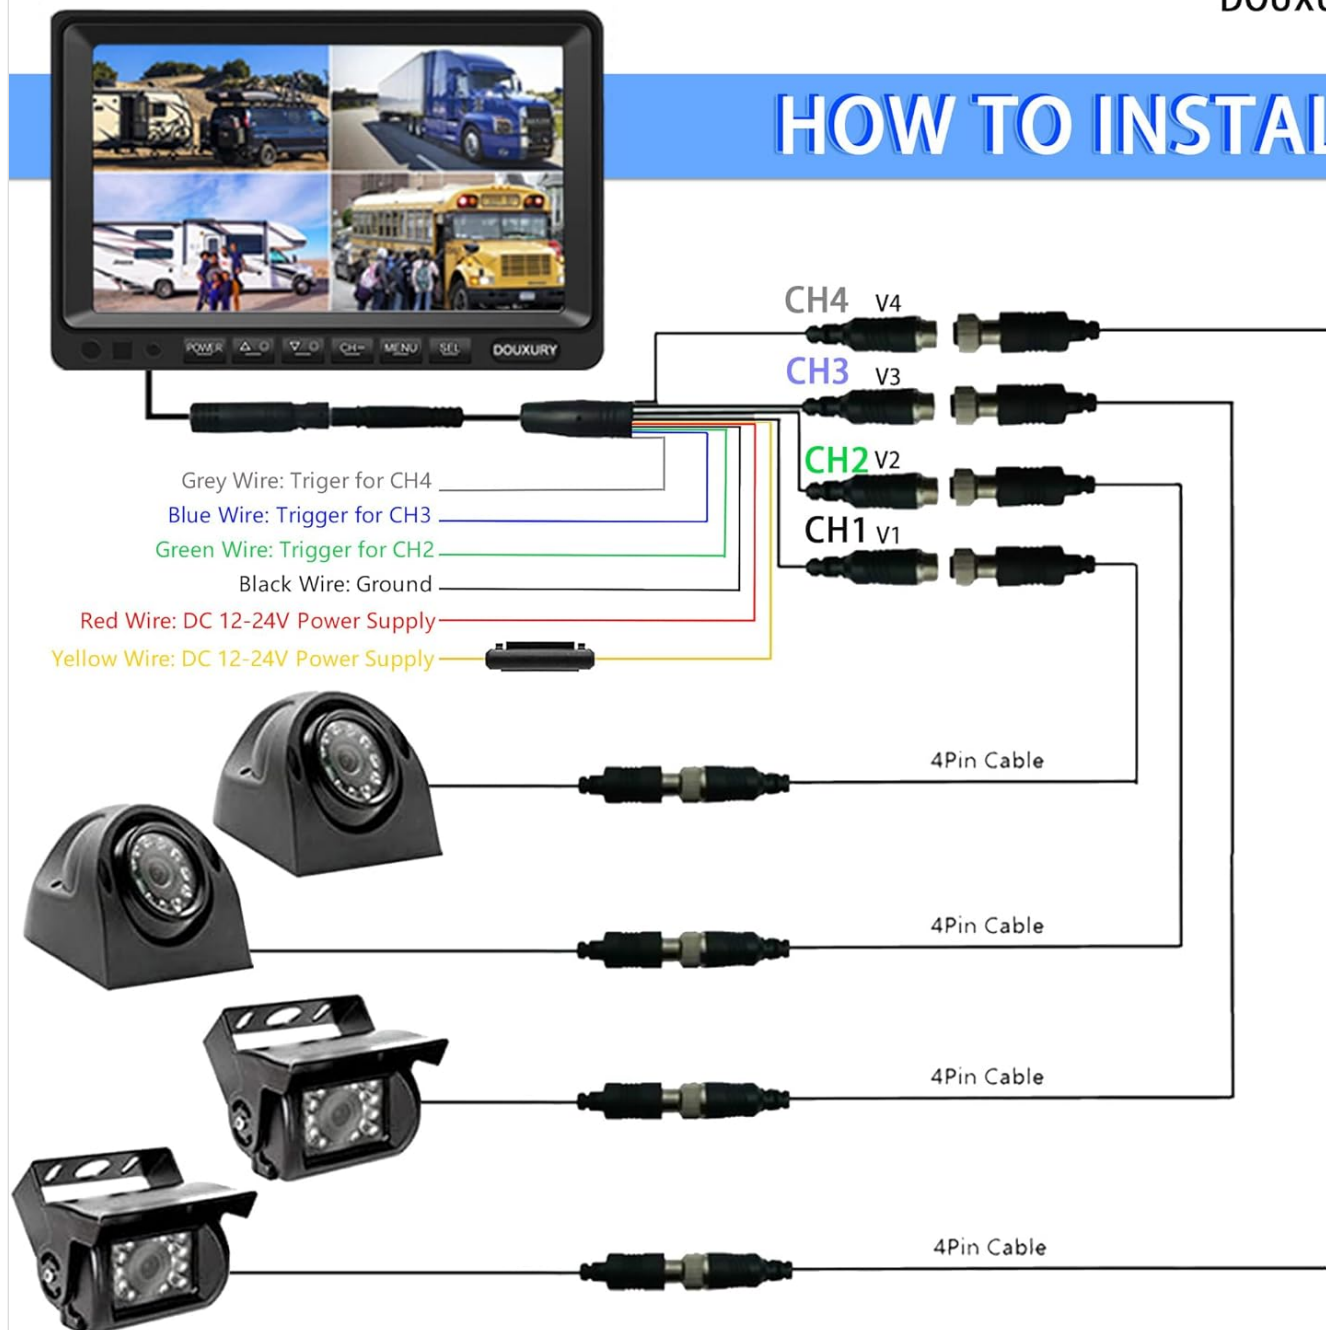 DOUXU
HOW TO INSTAL
POWER
CH-
MENU
SEL
DOUXURY
CH4 V4
CH3 V3
CH2 V2
CH1 V1
Grey Wire: Triger for CH4
Blue Wire: Trigger for CH3
Green Wire: Trigger for CH2
Black Wire: Ground
Red Wire: DC 12-24V Power Supply
Yellow Wire: DC 12-24V Power Supply
4Pin Cable
4Pin Cable
4Pin Cable
4Pin Cable